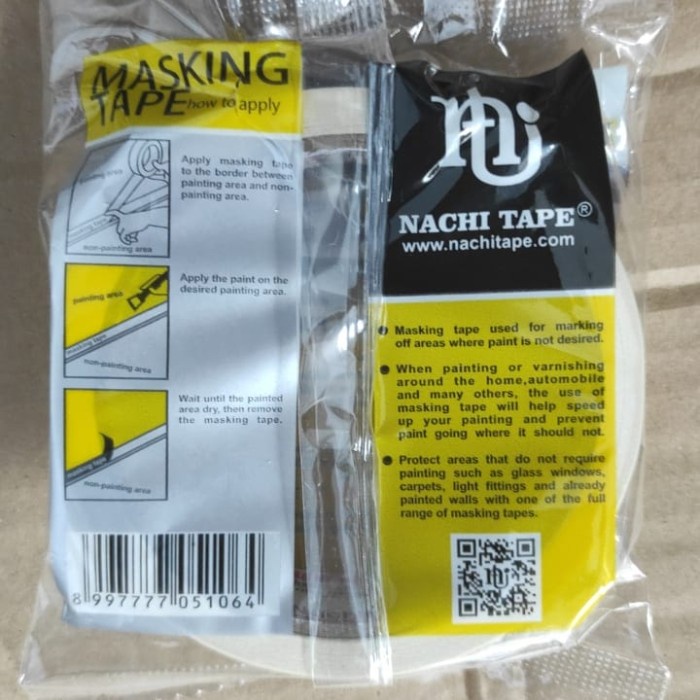 MASKING
TAPE how to apply
Apply masking tape
to the border between
painting area and non-
painting area.
non-painting area
Apply the paint on the
desired painting area.
painting area
masking tape
non-painting area
Wait until the painted
area dry, then remove
the masking tape.
masking tape
non-painting area
8 997777 051064
NACHI TAPE®
www.nachitape.com
Masking tape used for marking
off areas where paint is not desired.
When painting or varnishing
around the home,automobile
and many others, the use of
masking tape will help speed
up your painting and prevent
paint going where it should not.
Protect areas that do not require
painting such as glass windows,
carpets, light fittings and already
painted walls with one of the full
range of masking tapes.